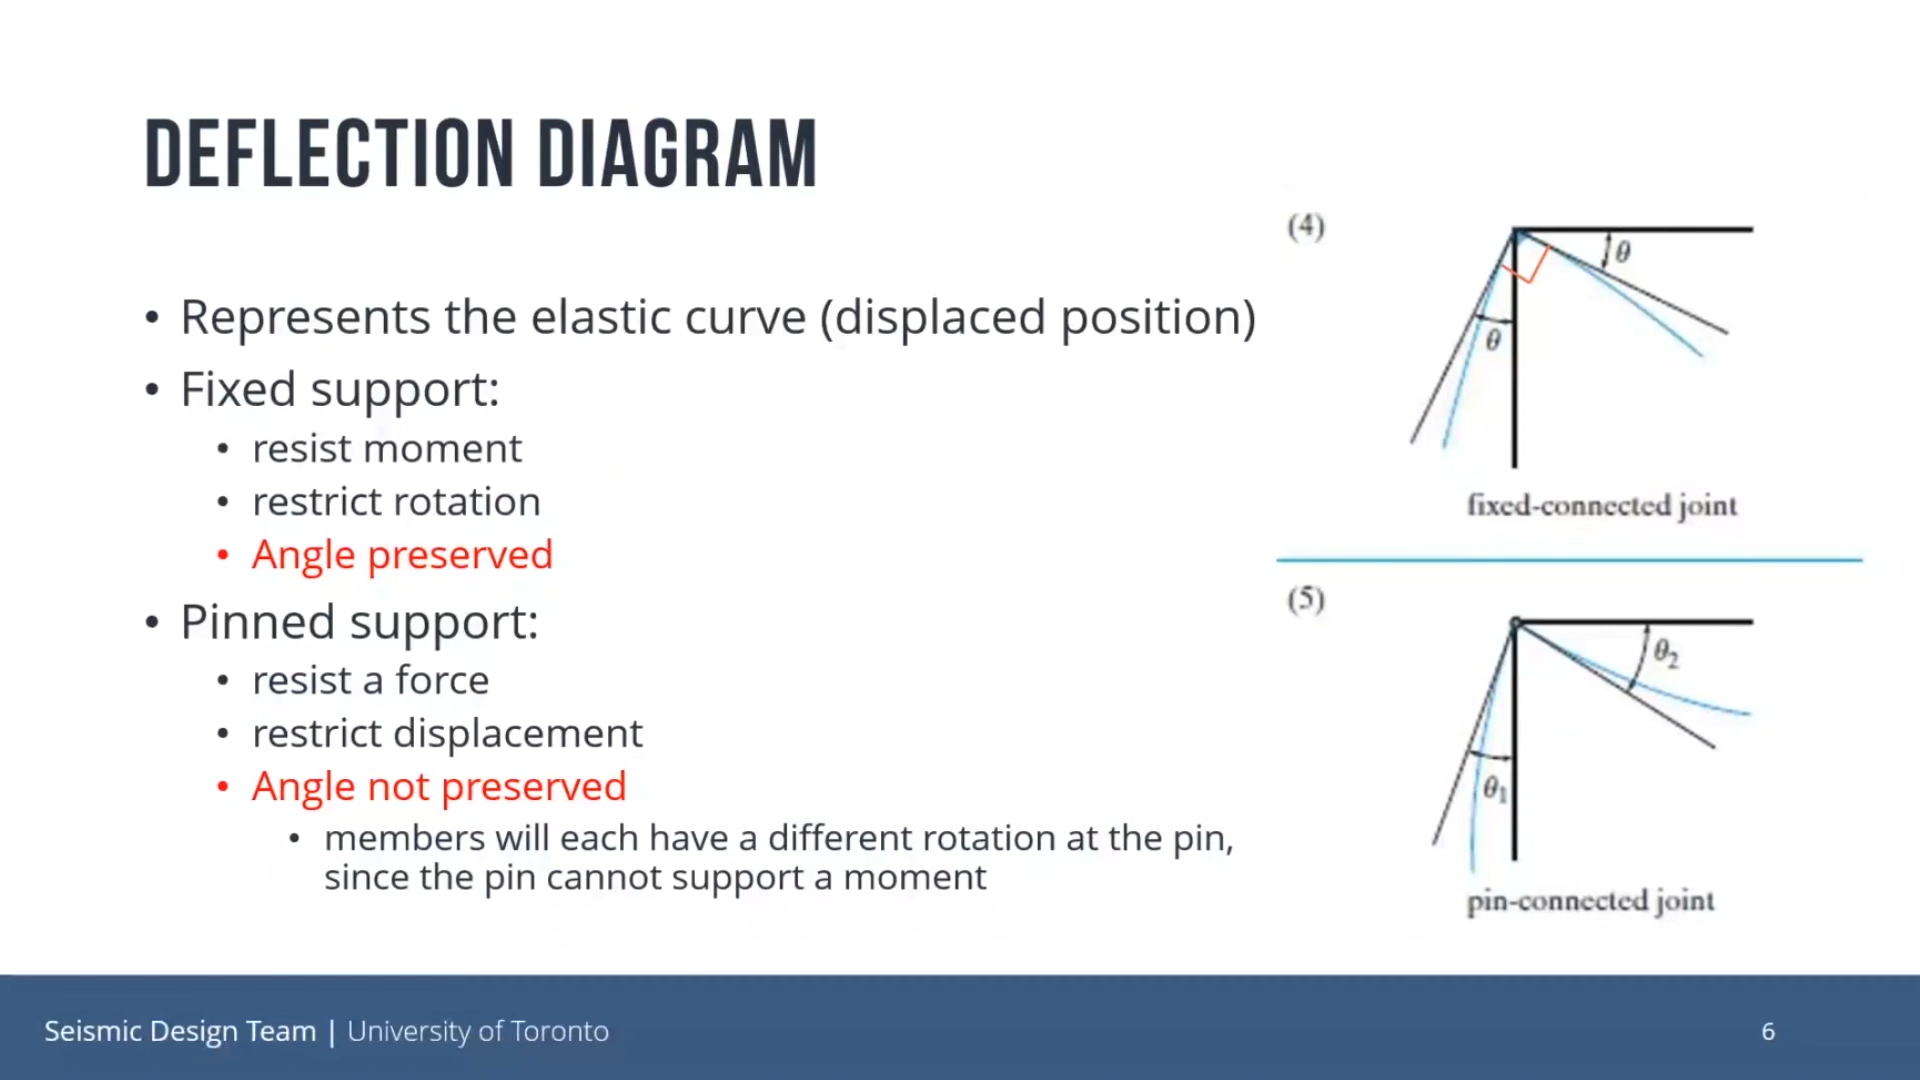 DEFLECTION DIAGRAM
• Represents the elastic curve (displaced position)
• Fixed support:
• resist moment
• restrict rotation
• Angle preserved
• Pinned support:
• resist a force
• restrict displacement
• Angle not preserved
• members will each have a different rotation at the pin,
since the pin cannot support a moment
(4)
θ
θ
fixed-connected joint
(5)
θ2
θ1
pin-connected joint
Seismic Design Team | University of Toronto
6